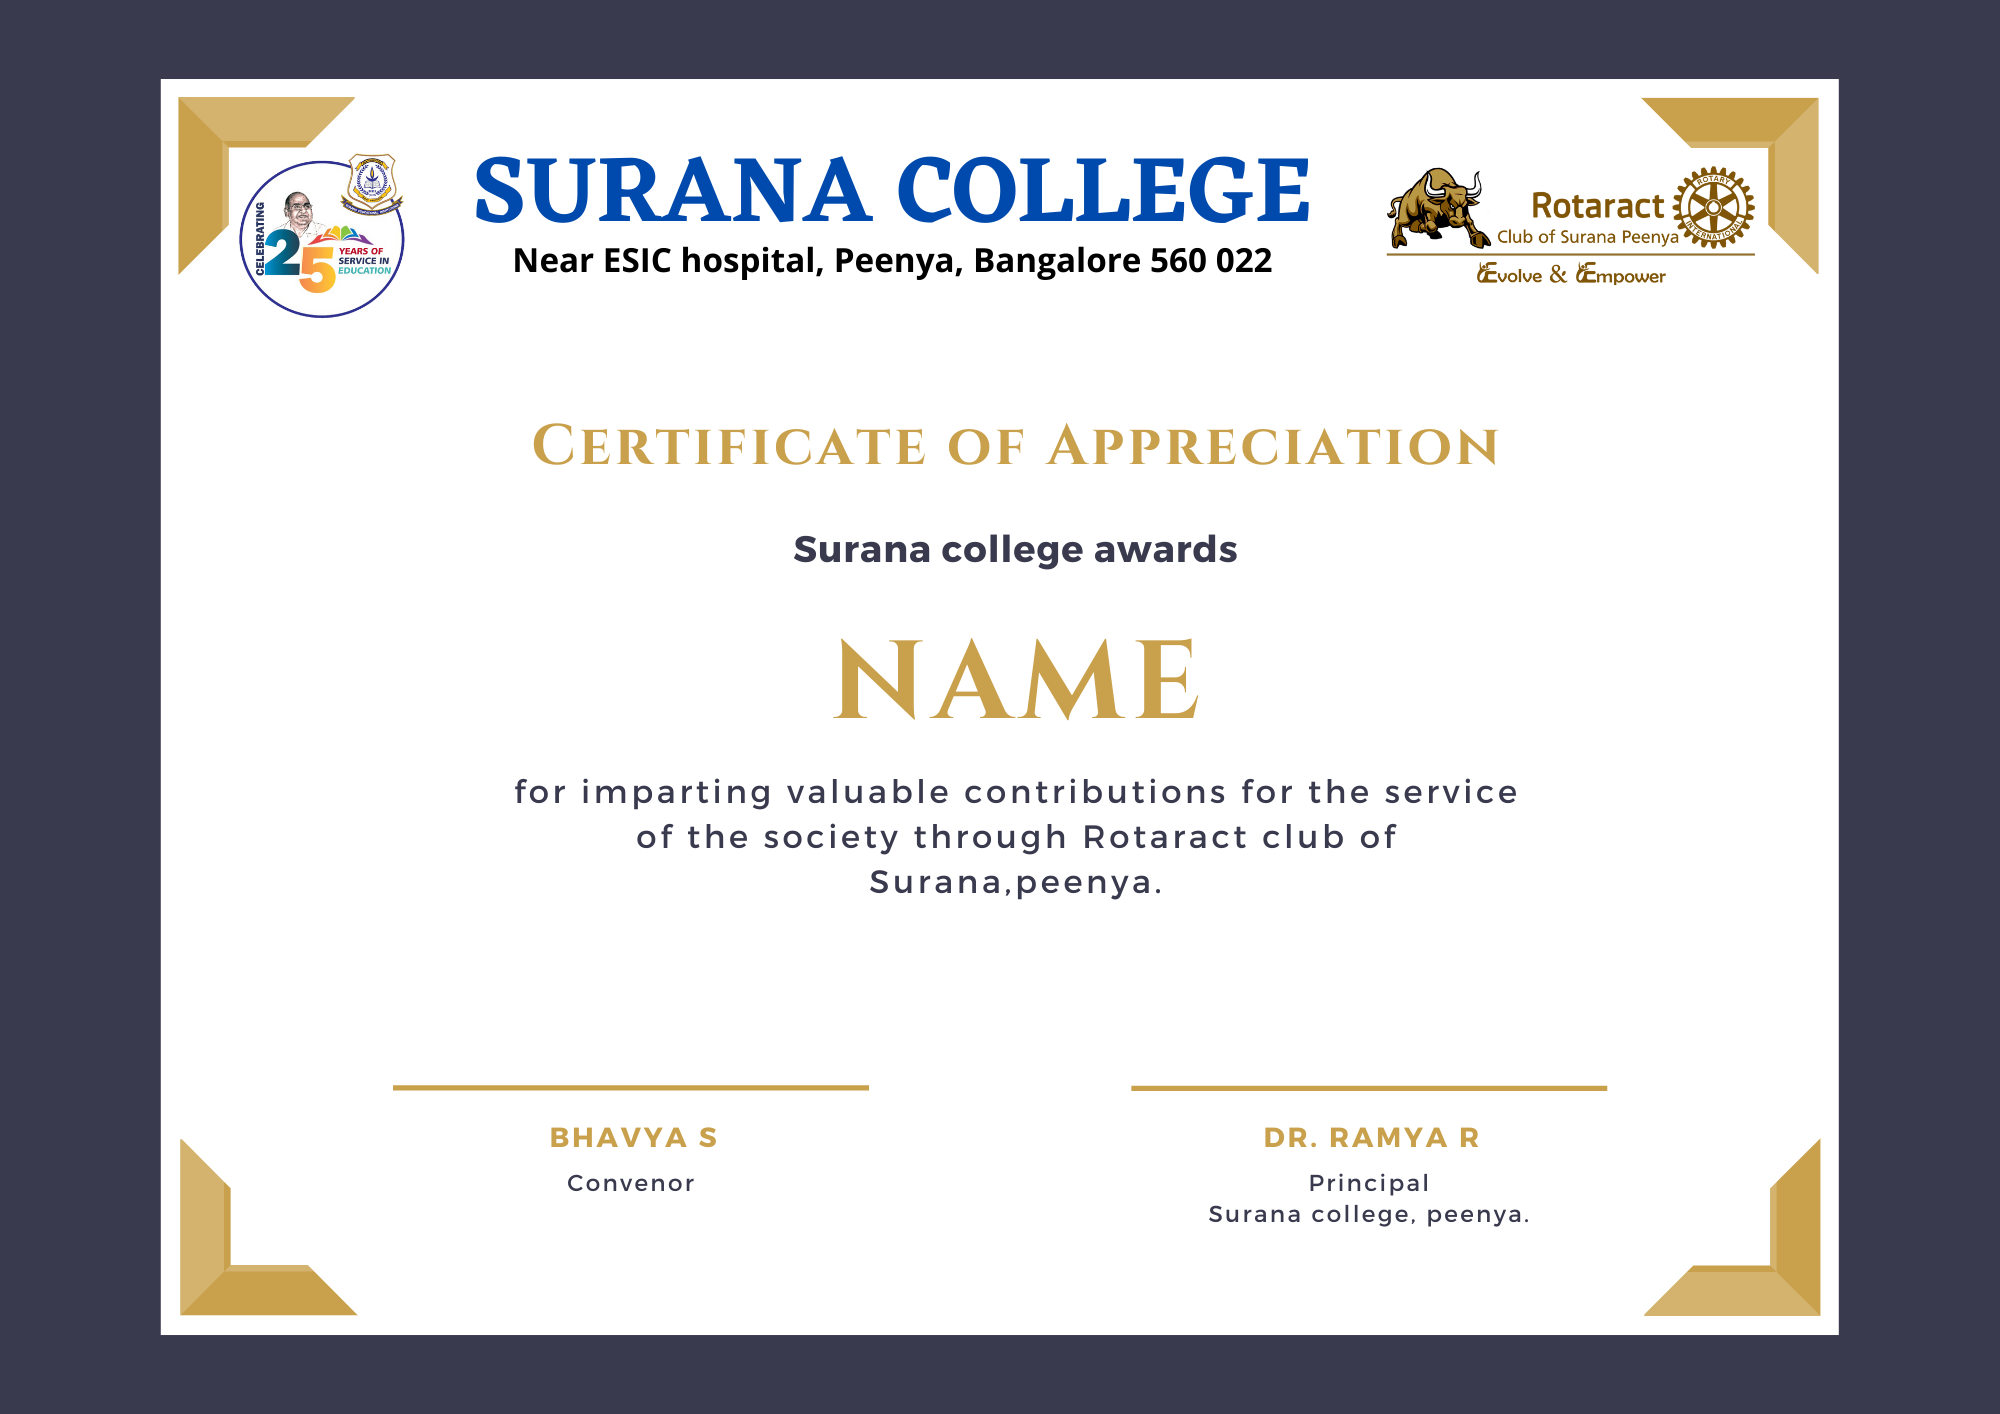 CELEBRATING
25
YEARS OF
SERVICE IN
EDUCATION
SURANA COLLEGE
Near ESIC hospital, Peenya, Bangalore 560 022
Rotaract
Club of Surana Peenya
ROTARY
INTERNATIONAL
Evolve & Empower
Certificate of Appreciation
Surana college awards
NAME
for imparting valuable contributions for the service
of the society through Rotaract club of
Surana,peenya.
BHAVYA S
Convenor
DR. RAMYA R
Principal
Surana college, peenya.